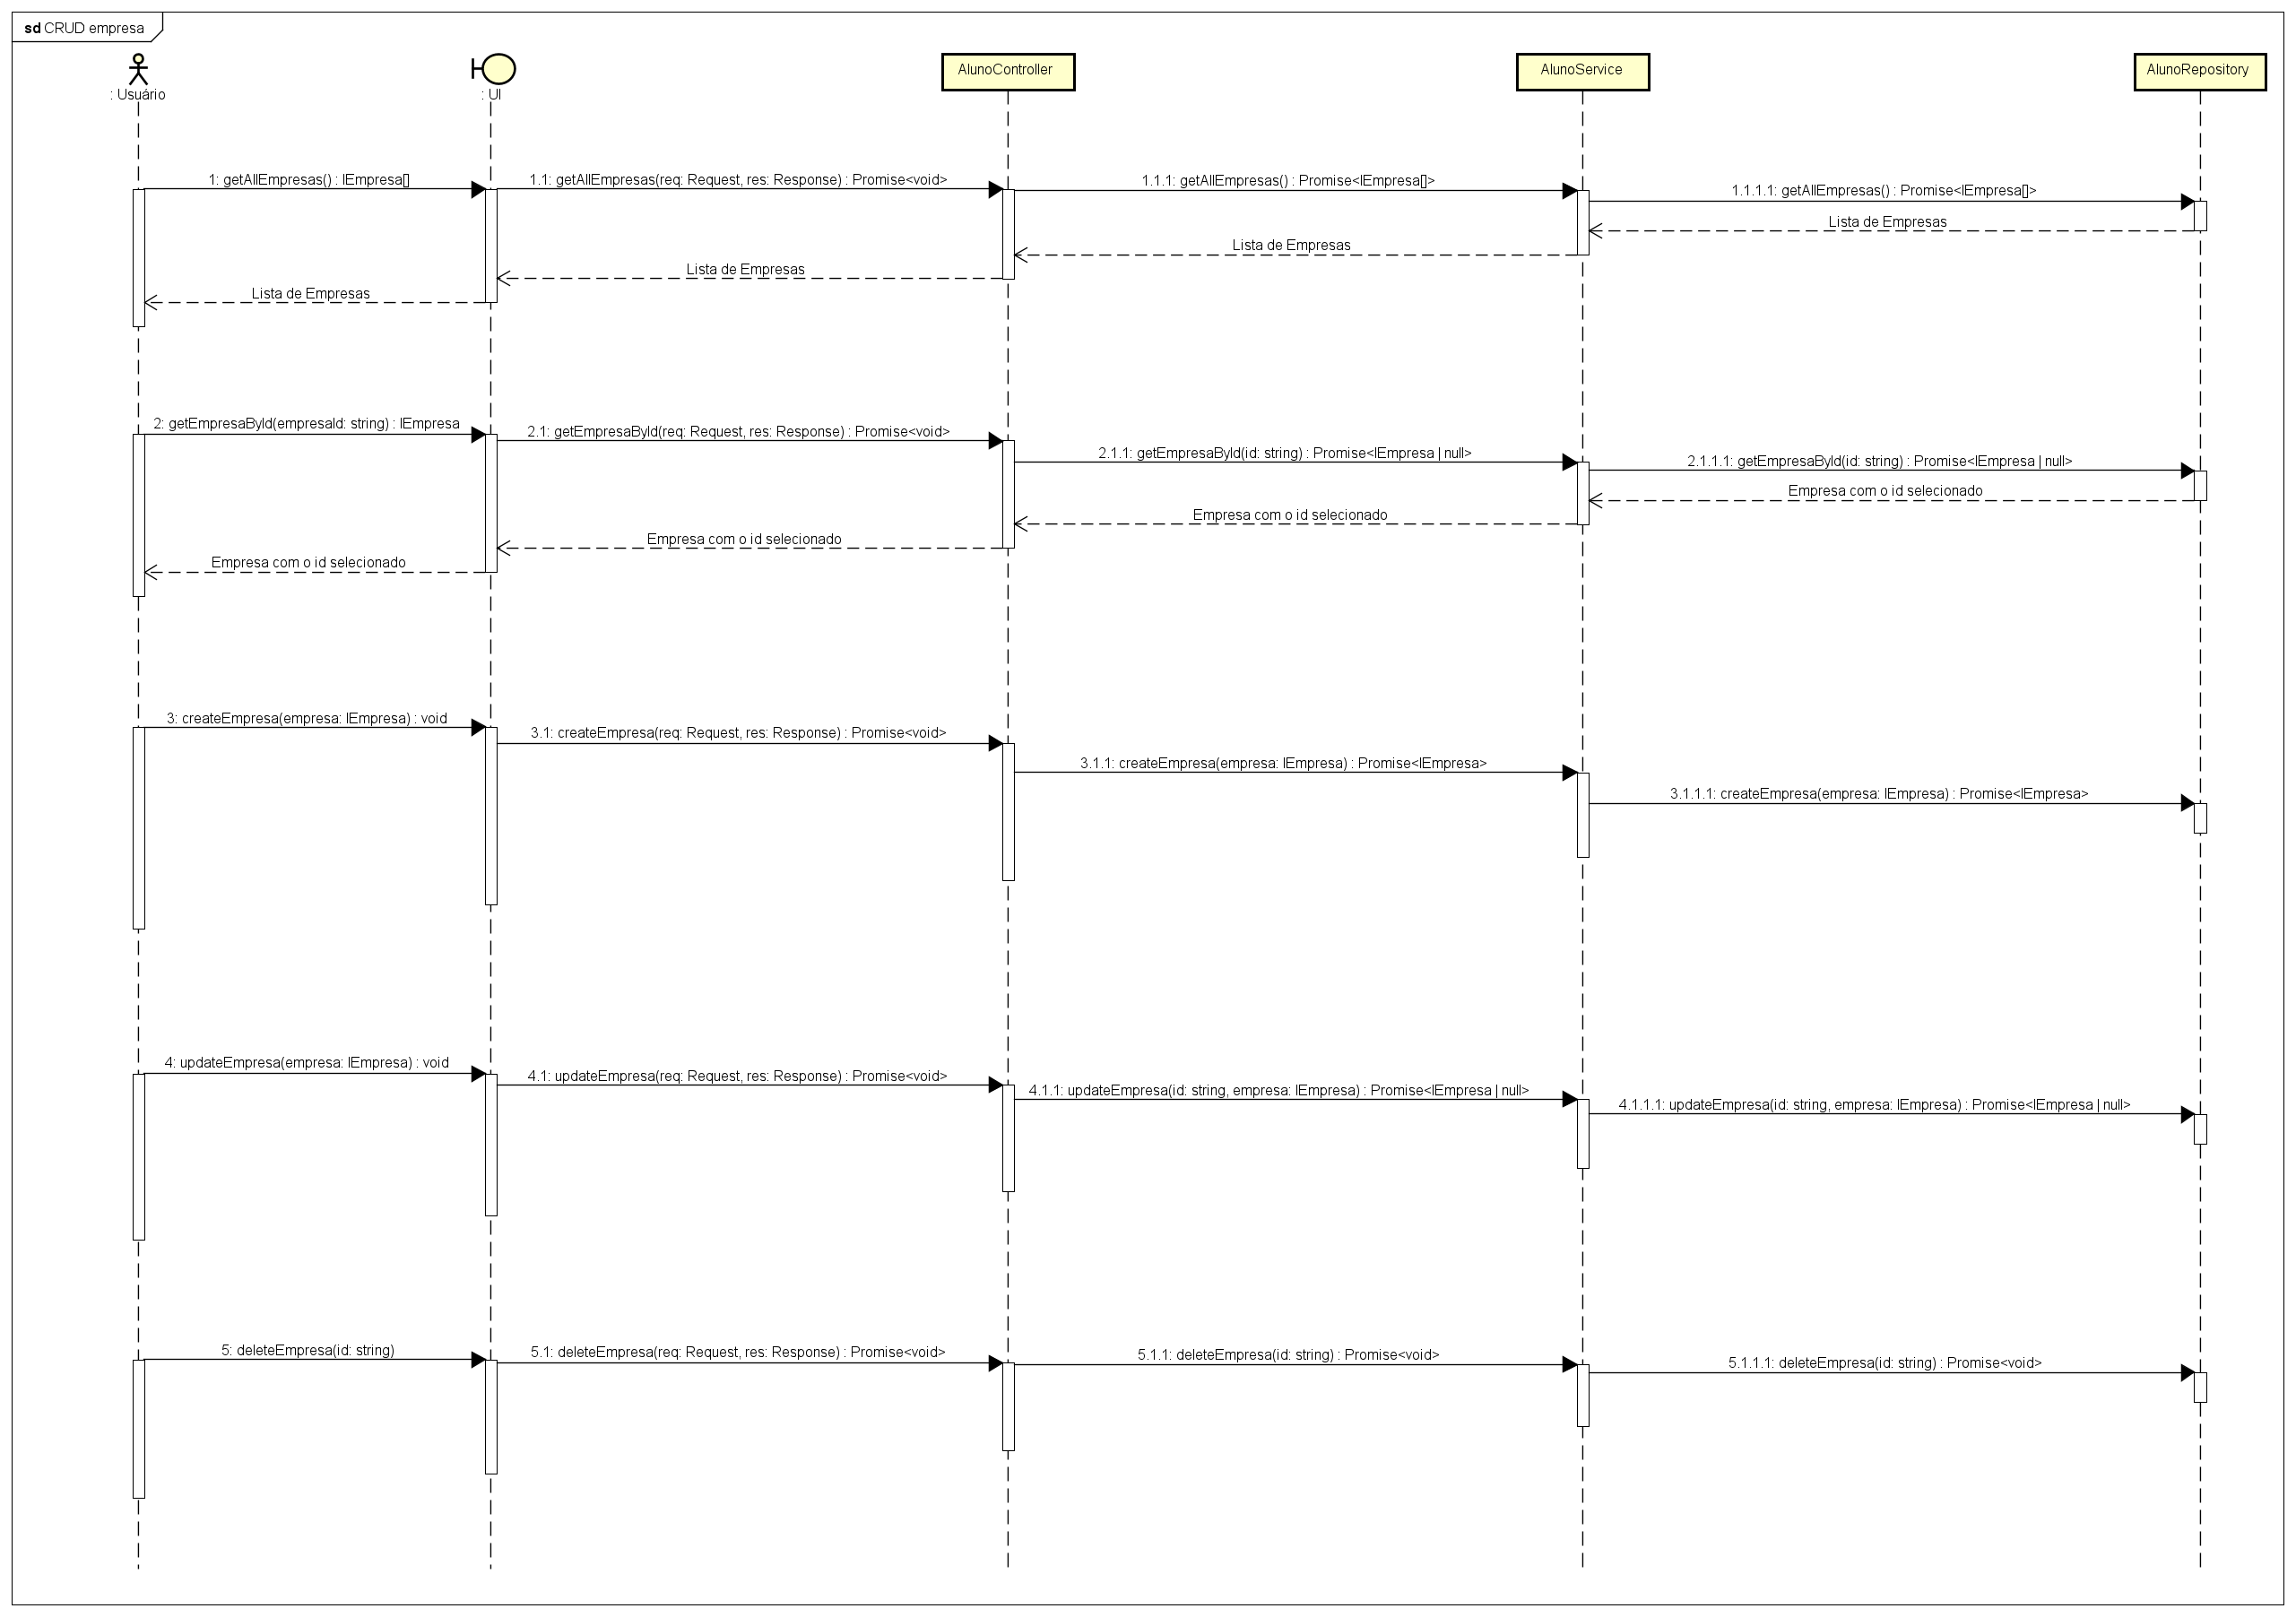 sd CRUD empresa
: Usuário
: UI
AlunoController
AlunoService
AlunoRepository
1: getAllEmpresas() : IEmpresa[]
1.1: getAllEmpresas(req: Request, res: Response) : Promise<void>
1.1.1: getAllEmpresas() : Promise<IEmpresa[]>
1.1.1.1: getAllEmpresas() : Promise<IEmpresa[]>
Lista de Empresas
Lista de Empresas
Lista de Empresas
Lista de Empresas
2: getEmpresaById(empresaId: string) : IEmpresa
2.1: getEmpresaById(req: Request, res: Response) : Promise<void>
2.1.1: getEmpresaById(id: string) : Promise<IEmpresa | null>
2.1.1.1: getEmpresaById(id: string) : Promise<IEmpresa | null>
Empresa com o id selecionado
Empresa com o id selecionado
Empresa com o id selecionado
Empresa com o id selecionado
3: createEmpresa(empresa: IEmpresa) : void
3.1: createEmpresa(req: Request, res: Response) : Promise<void>
3.1.1: createEmpresa(empresa: IEmpresa) : Promise<IEmpresa>
3.1.1.1: createEmpresa(empresa: IEmpresa) : Promise<IEmpresa>
4: updateEmpresa(empresa: IEmpresa) : void
4.1: updateEmpresa(req: Request, res: Response) : Promise<void>
4.1.1: updateEmpresa(id: string, empresa: IEmpresa) : Promise<IEmpresa | null>
4.1.1.1: updateEmpresa(id: string, empresa: IEmpresa) : Promise<IEmpresa | null>
5: deleteEmpresa(id: string)
5.1: deleteEmpresa(req: Request, res: Response) : Promise<void>
5.1.1: deleteEmpresa(id: string) : Promise<void>
5.1.1.1: deleteEmpresa(id: string) : Promise<void>